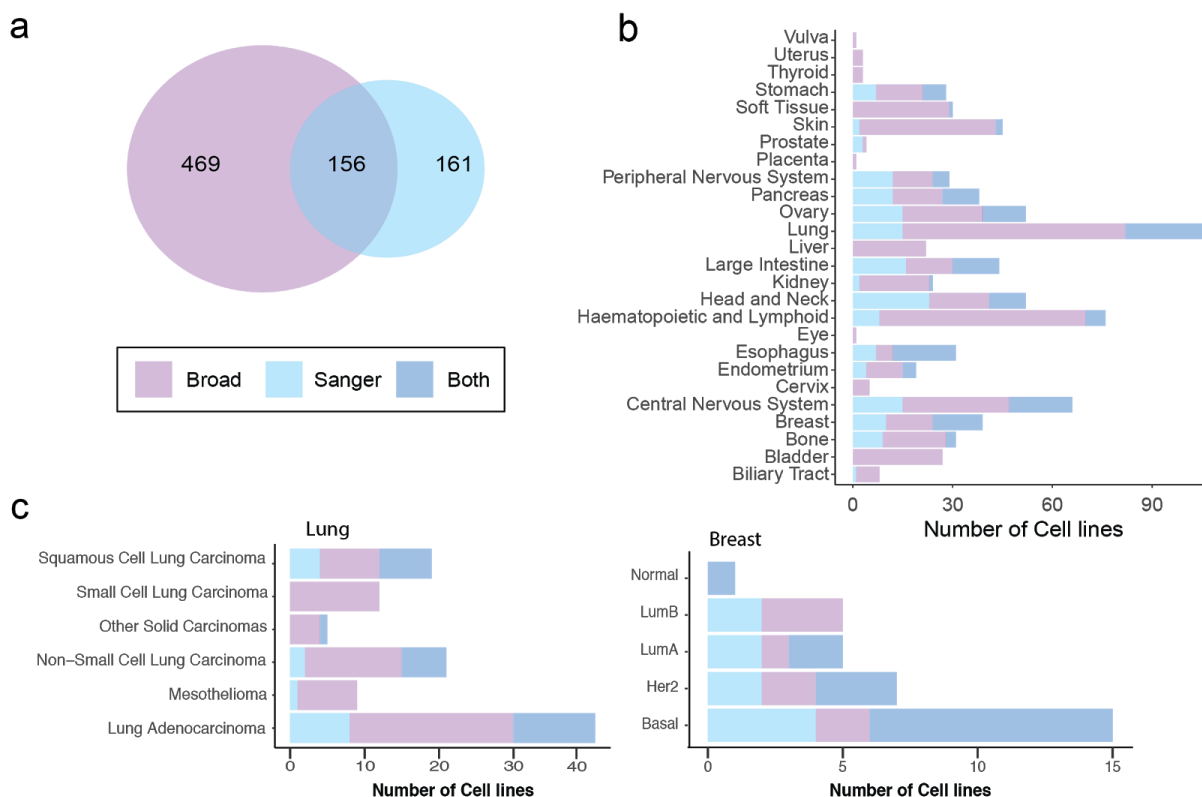 a
469 156 161
Broad Sanger Both
b
Vulva
Uterus
Thyroid
Stomach
Soft Tissue
Skin
Prostate
Placenta
Peripheral Nervous System
Pancreas
Ovary
Lung
Liver
Large Intestine
Kidney
Head and Neck
Haematopoietic and Lymphoid
Eye
Esophagus
Endometrium
Cervix
Central Nervous System
Breast
Bone
Bladder
Biliary Tract
0 30 60 90
Number of Cell lines
c
Lung
Squamous Cell Lung Carcinoma
Small Cell Lung Carcinoma
Other Solid Carcinomas
Non–Small Cell Lung Carcinoma
Mesothelioma
Lung Adenocarcinoma
0 10 20 30 40
Number of Cell lines
Breast
Normal
LumB
LumA
Her2
Basal
0 5 10 15
Number of Cell lines